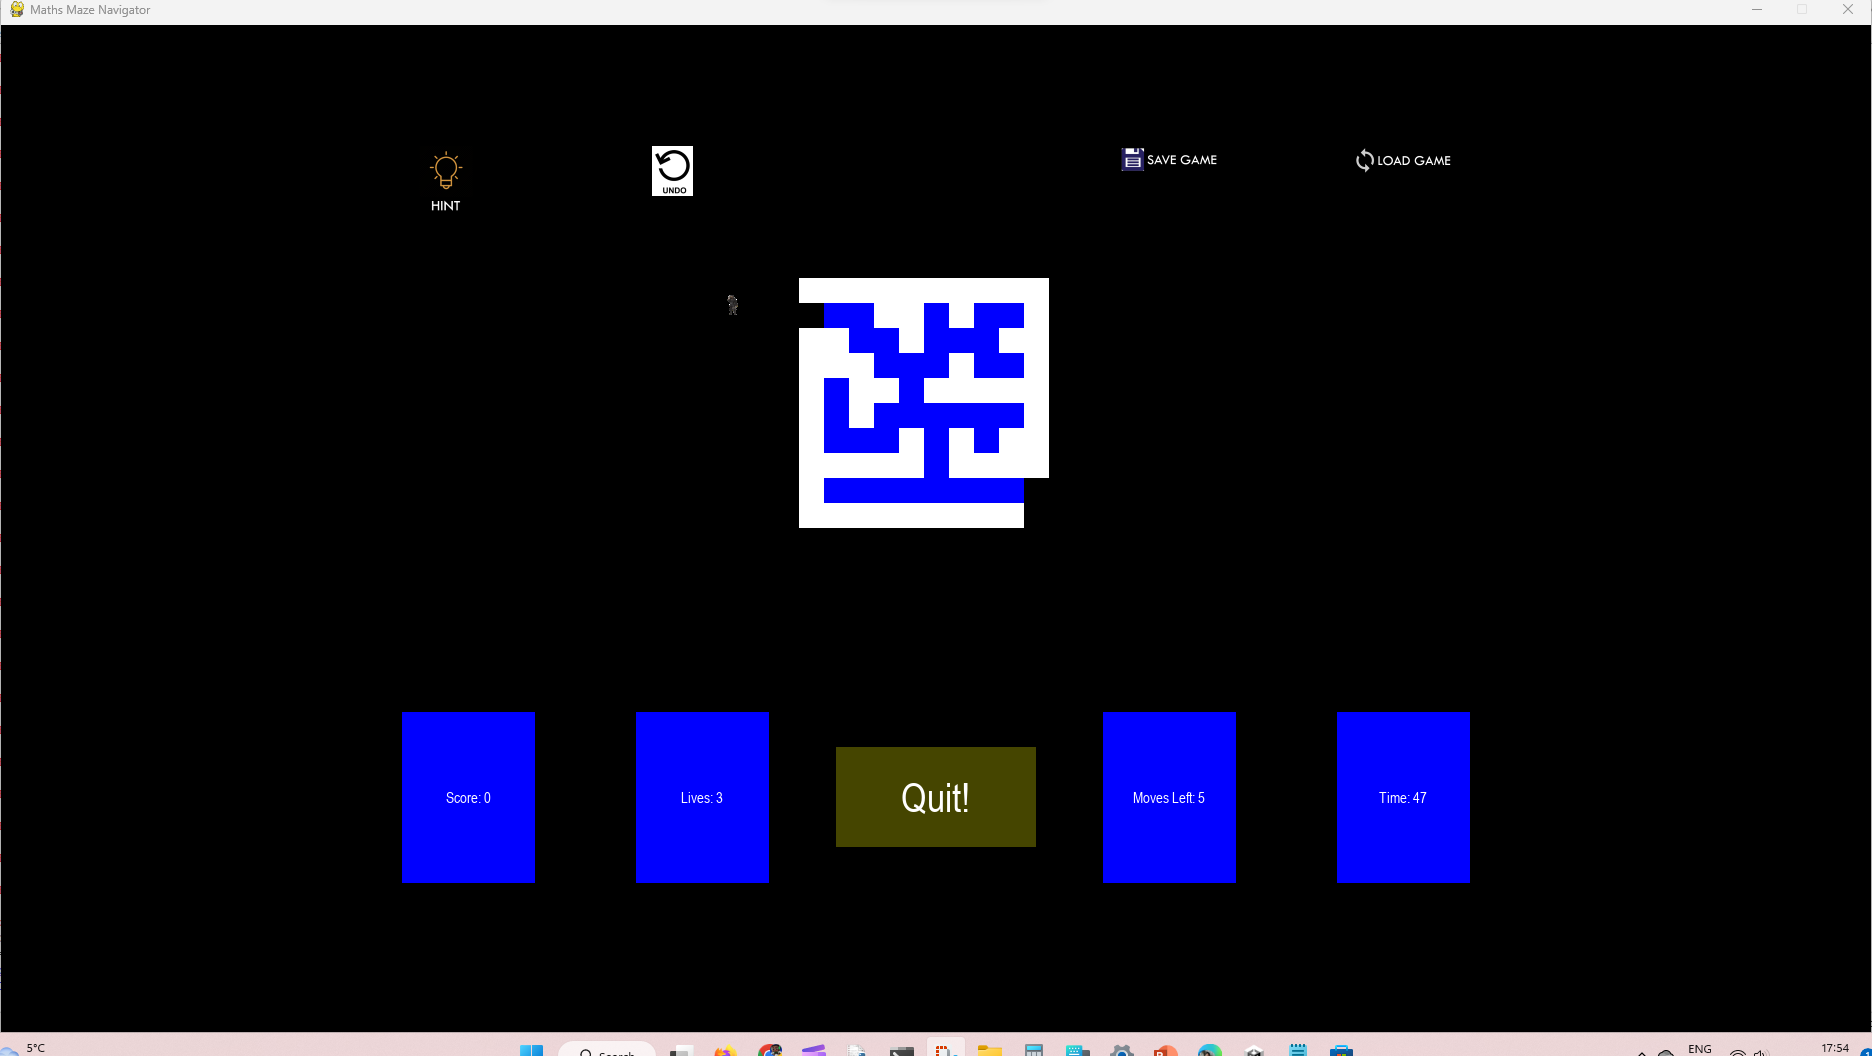 Maths Maze Navigator
HINT
UNDO
SAVE GAME
LOAD GAME
Score: 0
Lives: 3
Quit!
Moves Left: 5
Time: 47
5°C
Search
ENG
17:54